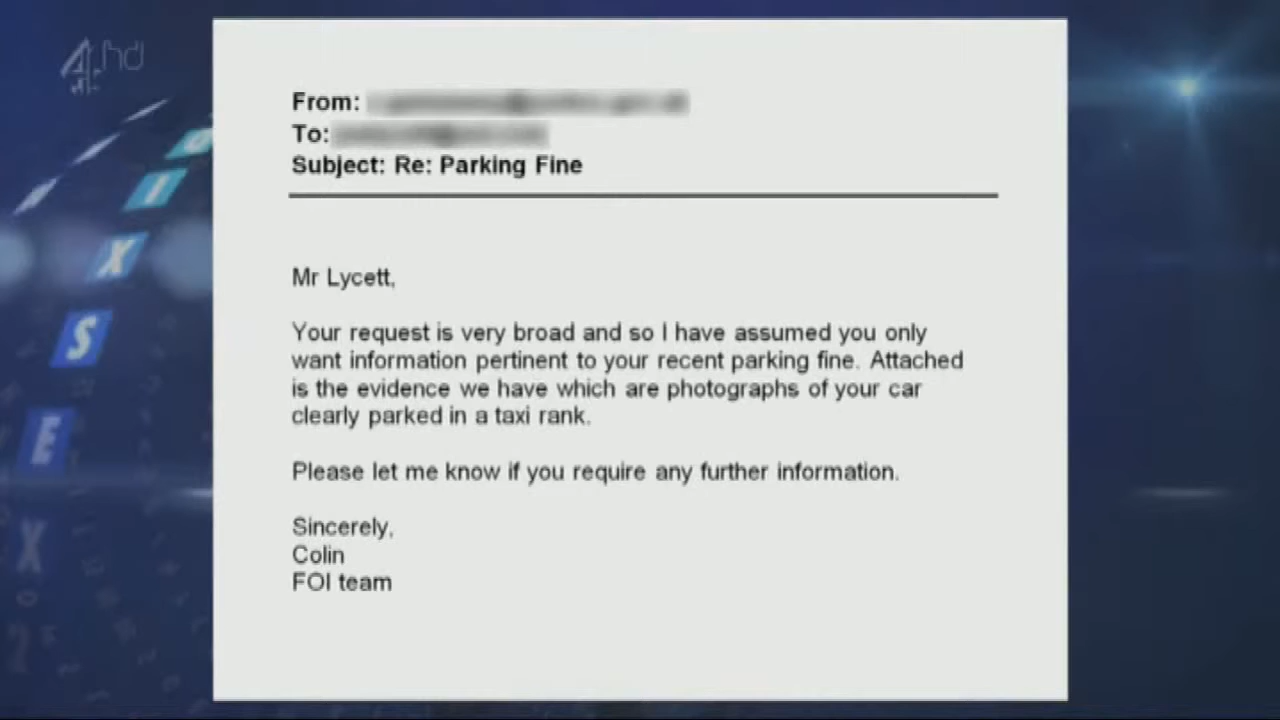 4hd
From:
To:
Subject: Re: Parking Fine
Mr Lycett,
Your request is very broad and so I have assumed you only
want information pertinent to your recent parking fine. Attached
is the evidence we have which are photographs of your car
clearly parked in a taxi rank.
Please let me know if you require any further information.
Sincerely,
Colin
FOI team
U
I
X
S
E
X
2